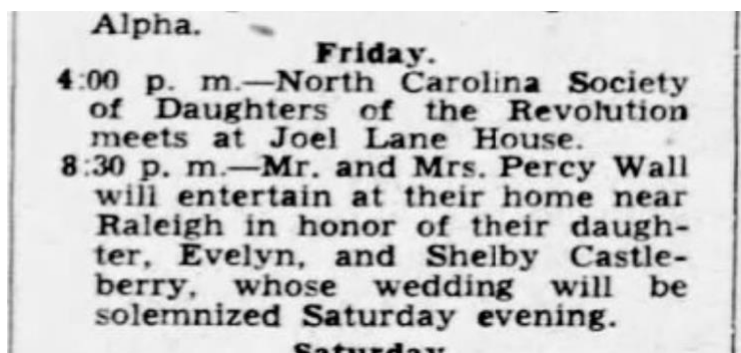 Alpha.
Friday.
4:00 p. m.—North Carolina Society
of Daughters of the Revolution
meets at Joel Lane House.
8:30 p. m.—Mr. and Mrs. Percy Wall
will entertain at their home near
Raleigh in honor of their daugh-
ter, Evelyn, and Shelby Castle-
berry, whose wedding will be
solemnized Saturday evening.
Saturday